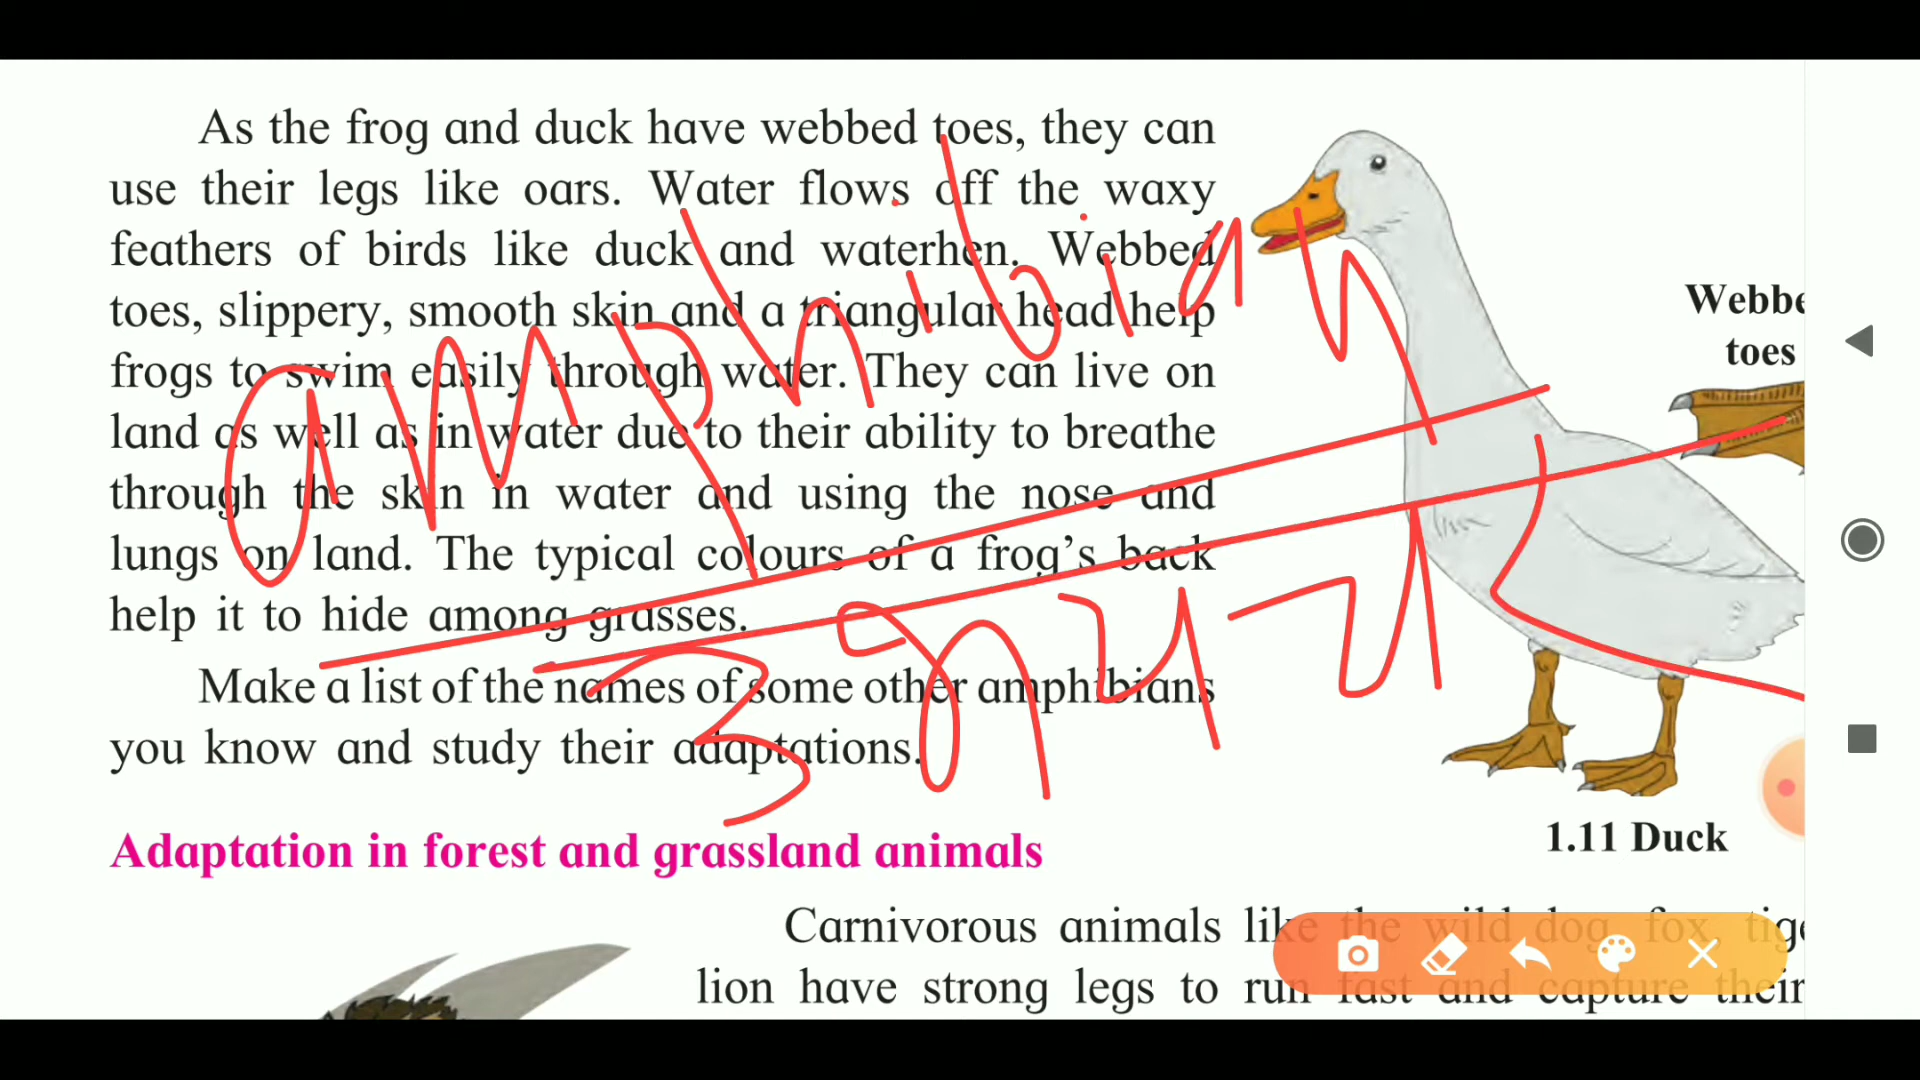 As the frog and duck have webbed toes, they can
use their legs like oars. Water flows off the waxy
feathers of birds like duck and waterhen. Webbed
toes, slippery, smooth skin and a triangular head help
frogs to swim easily through water. They can live on
land as well as in water due to their ability to breathe
through the skin in water and using the nose and
lungs on land. The typical colours of a frog's back
help it to hide among grasses.
Make a list of the names of some other amphibians
you know and study their adaptations.
amphibian
Webbe
toes
1.11 Duck
Adaptation in forest and grassland animals
Carnivorous animals like the wild dog, fox, tige
lion have strong legs to run fast and capture their